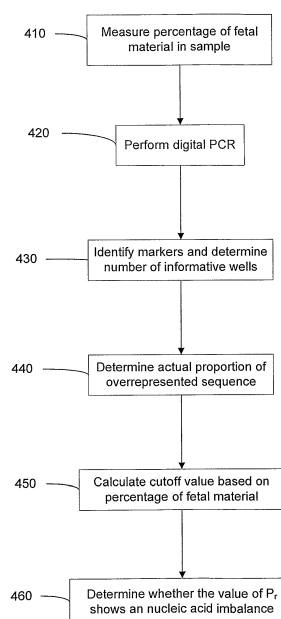 410
Measure percentage of fetal
material in sample
420
Perform digital PCR
430
Identify markers and determine
number of informative wells
440
Determine actual proportion of
overrepresented sequence
450
Calculate cutoff value based on
percentage of fetal material
460
Determine whether the value of Pr
shows an nucleic acid imbalance